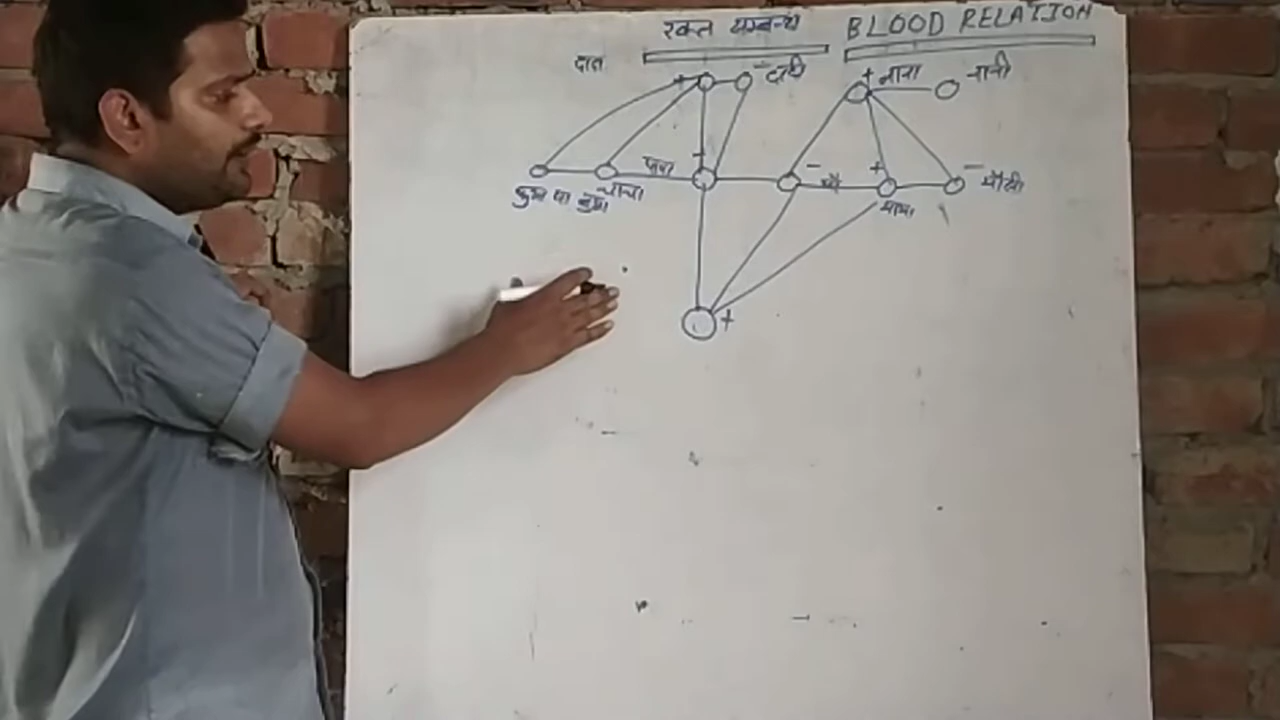 रक्त सम्बन्ध BLOOD RELATION
दादा + - दादी + नाना - नानी
पापा - माँ + - मौसी
चाचा मामा
+